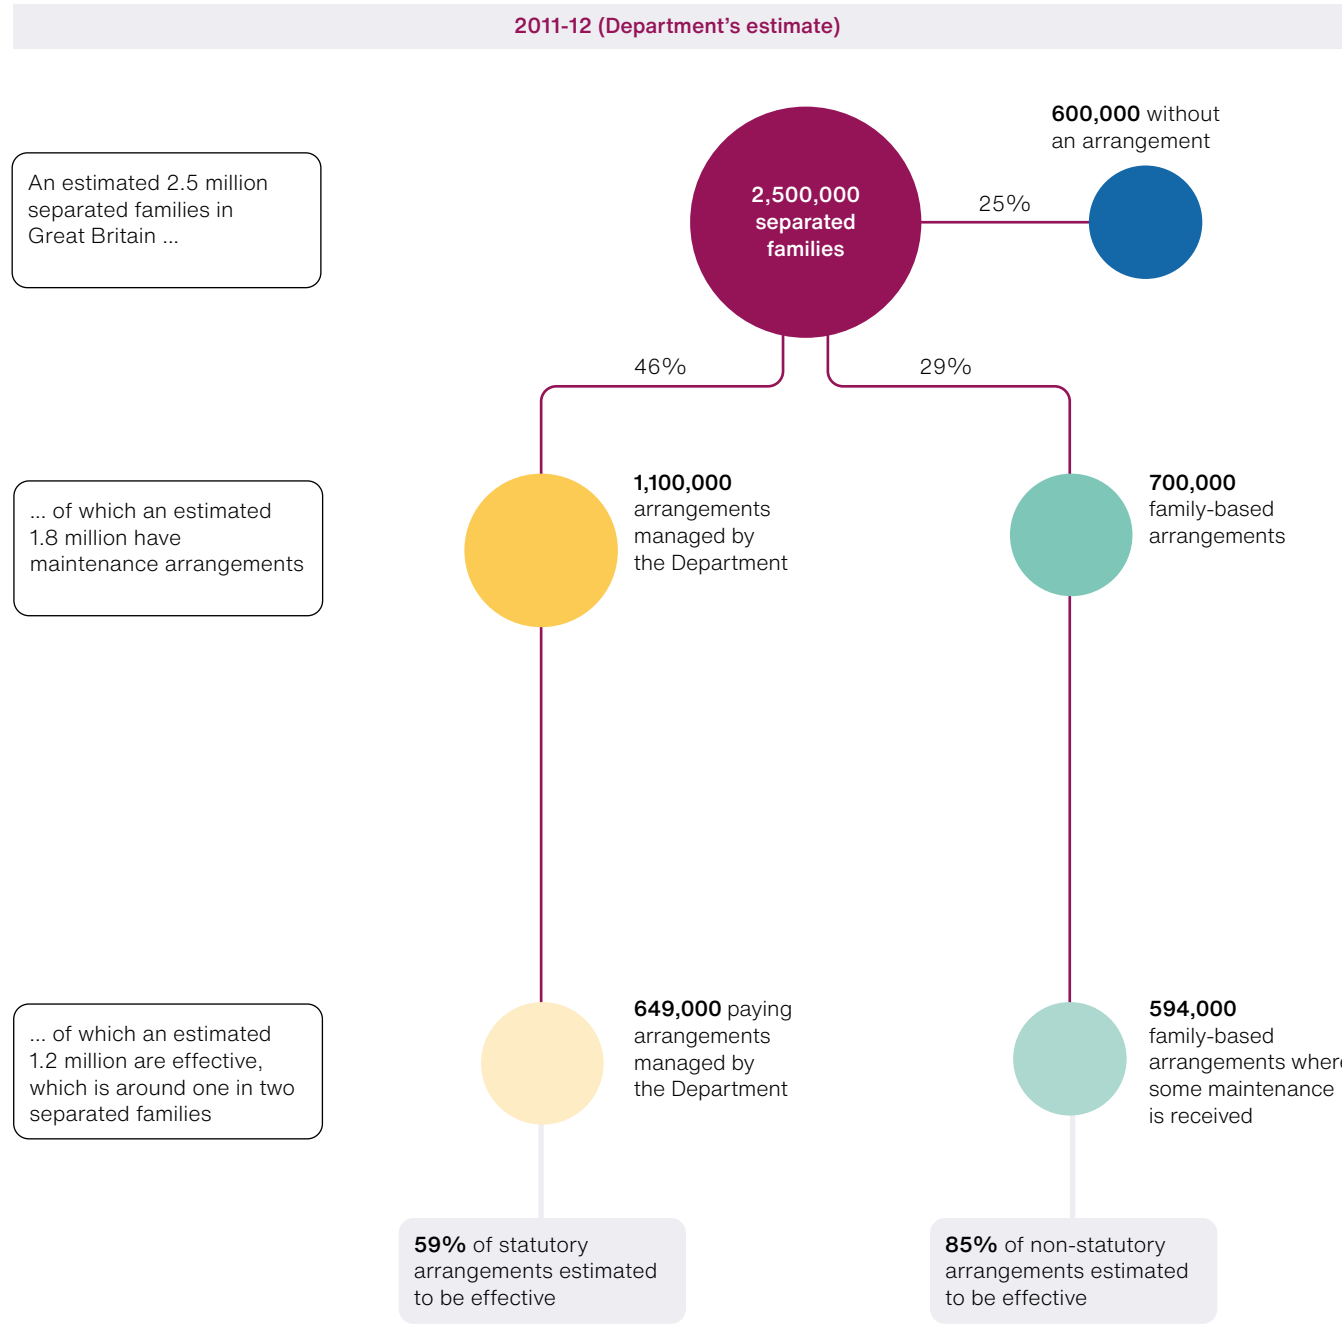 2011-12 (Department’s estimate)
600,000 without
an arrangement
An estimated 2.5 million
separated families in
Great Britain ...
2,500,000
separated
families
25%
46%
29%
... of which an estimated
1.8 million have
maintenance arrangements
1,100,000
arrangements
managed by
the Department
700,000
family-based
arrangements
... of which an estimated
1.2 million are effective,
which is around one in two
separated families
649,000 paying
arrangements
managed by
the Department
594,000
family-based
arrangements where
some maintenance
is received
59% of statutory
arrangements estimated
to be effective
85% of non-statutory
arrangements estimated
to be effective